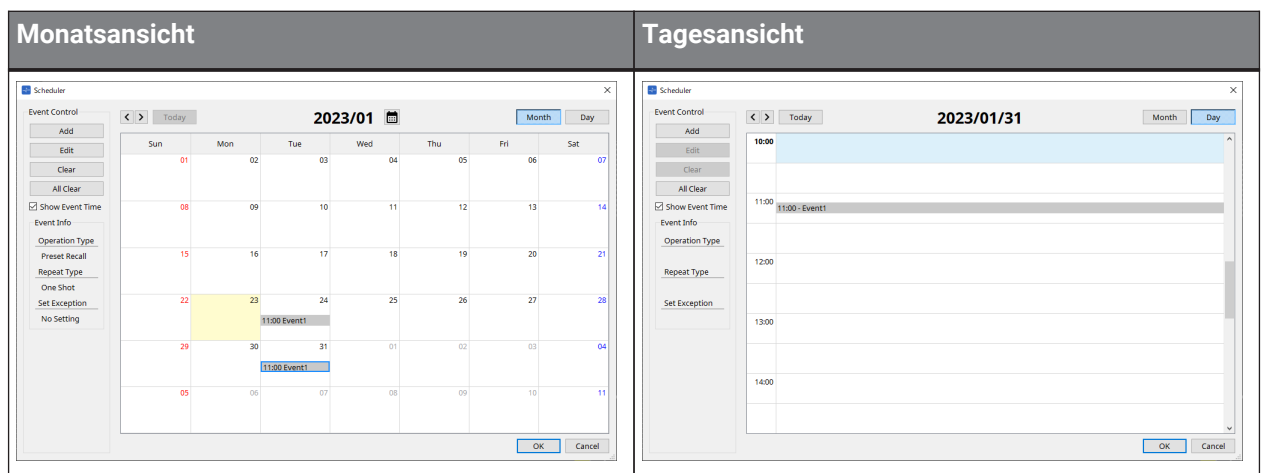 Monatsansicht
Tagesansicht
Scheduler
Event Control
Add
Edit
Clear
All Clear
Show Event Time
Event Info
Operation Type
Preset Recall
Repeat Type
One Shot
Set Exception
No Setting
< > Today 2023/01 Month Day
Sun Mon Tue Wed Thu Fri Sat
01 02 03 04 05 06 07
08 09 10 11 12 13 14
15 16 17 18 19 20 21
22 23 24 25 26 27 28
11:00 Event1
29 30 31 01 02 03 04
11:00 Event1
05 06 07 08 09 10 11
OK Cancel
Scheduler
Event Control
Add
Edit
Clear
All Clear
Show Event Time
Event Info
Operation Type
Repeat Type
Set Exception
< > Today 2023/01/31 Month Day
10:00
11:00
11:00 - Event1
12:00
13:00
14:00
OK Cancel